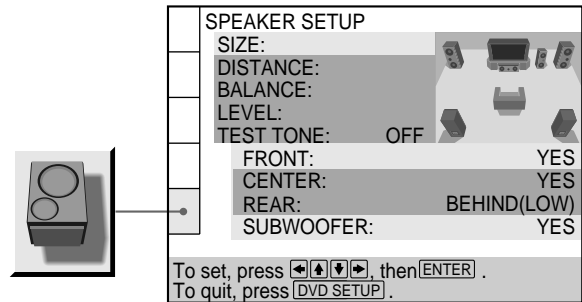 SPEAKER SETUP
SIZE:
DISTANCE:
BALANCE:
LEVEL:
TEST TONE: OFF
FRONT: YES
CENTER: YES
REAR: BEHIND(LOW)
SUBWOOFER: YES
To set, press ←↑↓→, then ENTER .
To quit, press DVD SETUP .